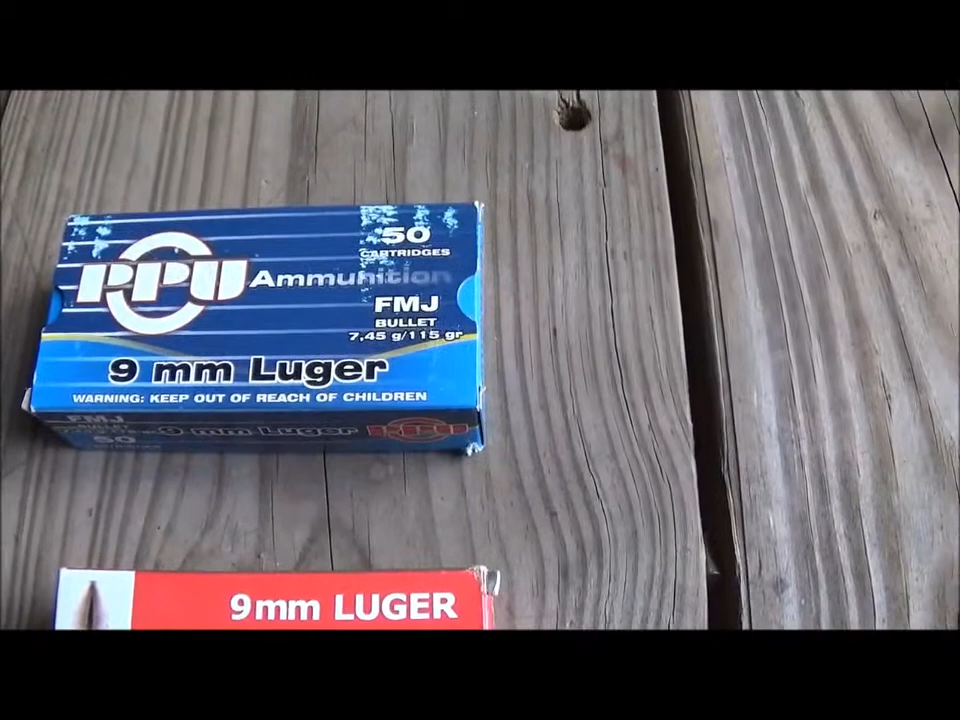 50
CARTRIDGES
PPU Ammunition
FMJ
BULLET
7,45 g/115 gr
9 mm Luger
WARNING: KEEP OUT OF REACH OF CHILDREN
FMJ
BULLET
50
9 mm Luger
PPU
9mm LUGER